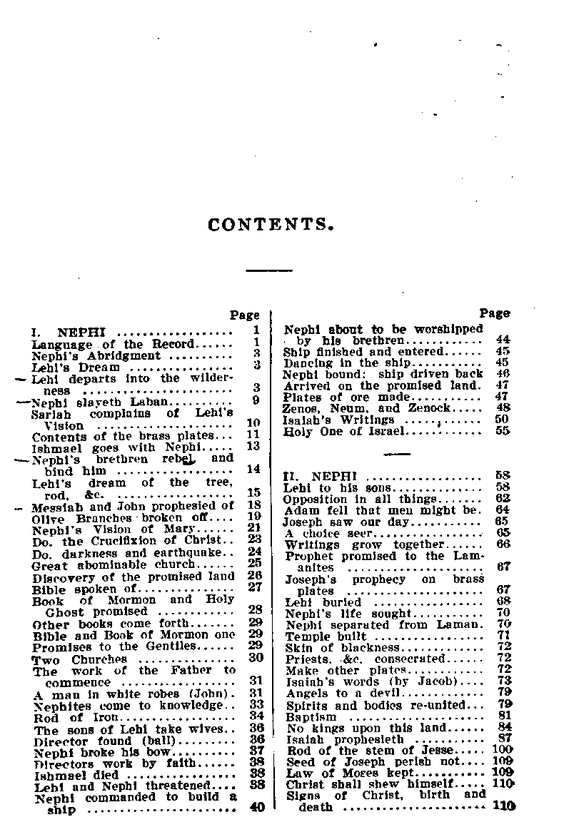 CONTENTS.
Page
I. NEPHI .................. 1
Language of the Record...... 1
Nephi's Abridgment .......... 3
Lehi's Dream ................ 3
Lehi departs into the wilder-
ness ....................... 3
Nephi slayeth Laban.......... 9
Sariah complains of Lehi's
Vision ..................... 10
Contents of the brass plates... 11
Ishmael goes with Nephi..... 13
Nephi's brethren rebel and
bind him .................. 14
Lehi's dream of the tree,
rod, &c. .................. 15
Messiah and John prophesied of 18
Olive Branches broken off.... 19
Nephi's Vision of Mary...... 21
Do. the Crucifixion of Christ.. 23
Do. darkness and earthquake.. 24
Great abominable church...... 25
Discovery of the promised land 26
Bible spoken of............... 27
Book of Mormon and Holy
Ghost promised ............ 28
Other books come forth....... 29
Bible and Book of Mormon one 29
Promises to the Gentiles...... 29
Two Churches ............... 30
The work of the Father to
commence .................. 31
A man in white robes (John). 31
Nephites come to knowledge.. 33
Rod of Iron.................. 34
The sons of Lehi take wives.. 36
Director found (ball)......... 36
Nephi broke his bow.......... 37
Directors work by faith...... 38
Ishmael died ................ 38
Lehi and Nephi threatened.... 38
Nephi commanded to build a
ship ....................... 40
Page
Nephi about to be worshipped
by his brethren............ 44
Ship finished and entered...... 45
Dancing in the ship........... 45
Nephi bound: ship driven back 46
Arrived on the promised land. 47
Plates of ore made........... 47
Zenos, Neum, and Zenock..... 48
Isaiah's Writings ............ 50
Holy One of Israel........... 55
II. NEPHI .................. 58
Lehi to his sons.............. 58
Opposition in all things....... 62
Adam fell that men might be. 64
Joseph saw our day........... 65
A choice seer................. 65
Writings grow together...... 66
Prophet promised to the Lam-
anites ..................... 67
Joseph's prophecy on brass
plates ..................... 67
Lehi buried ................. 68
Nephi's life sought........... 70
Nephi separated from Laman. 70
Temple built ................ 71
Skin of blackness............. 72
Priests, &c. consecrated...... 72
Make other plates............ 72
Isaiah's words (by Jacob).... 73
Angels to a devil............. 79
Spirits and bodies re-united... 79
Baptism .................... 81
No kings upon this land...... 84
Rod of the stem of Jesse..... 100
Seed of Joseph perish not.... 109
Law of Moses kept........... 109
Christ shall shew himself..... 110
Signs of Christ, birth and
death ...................... 110